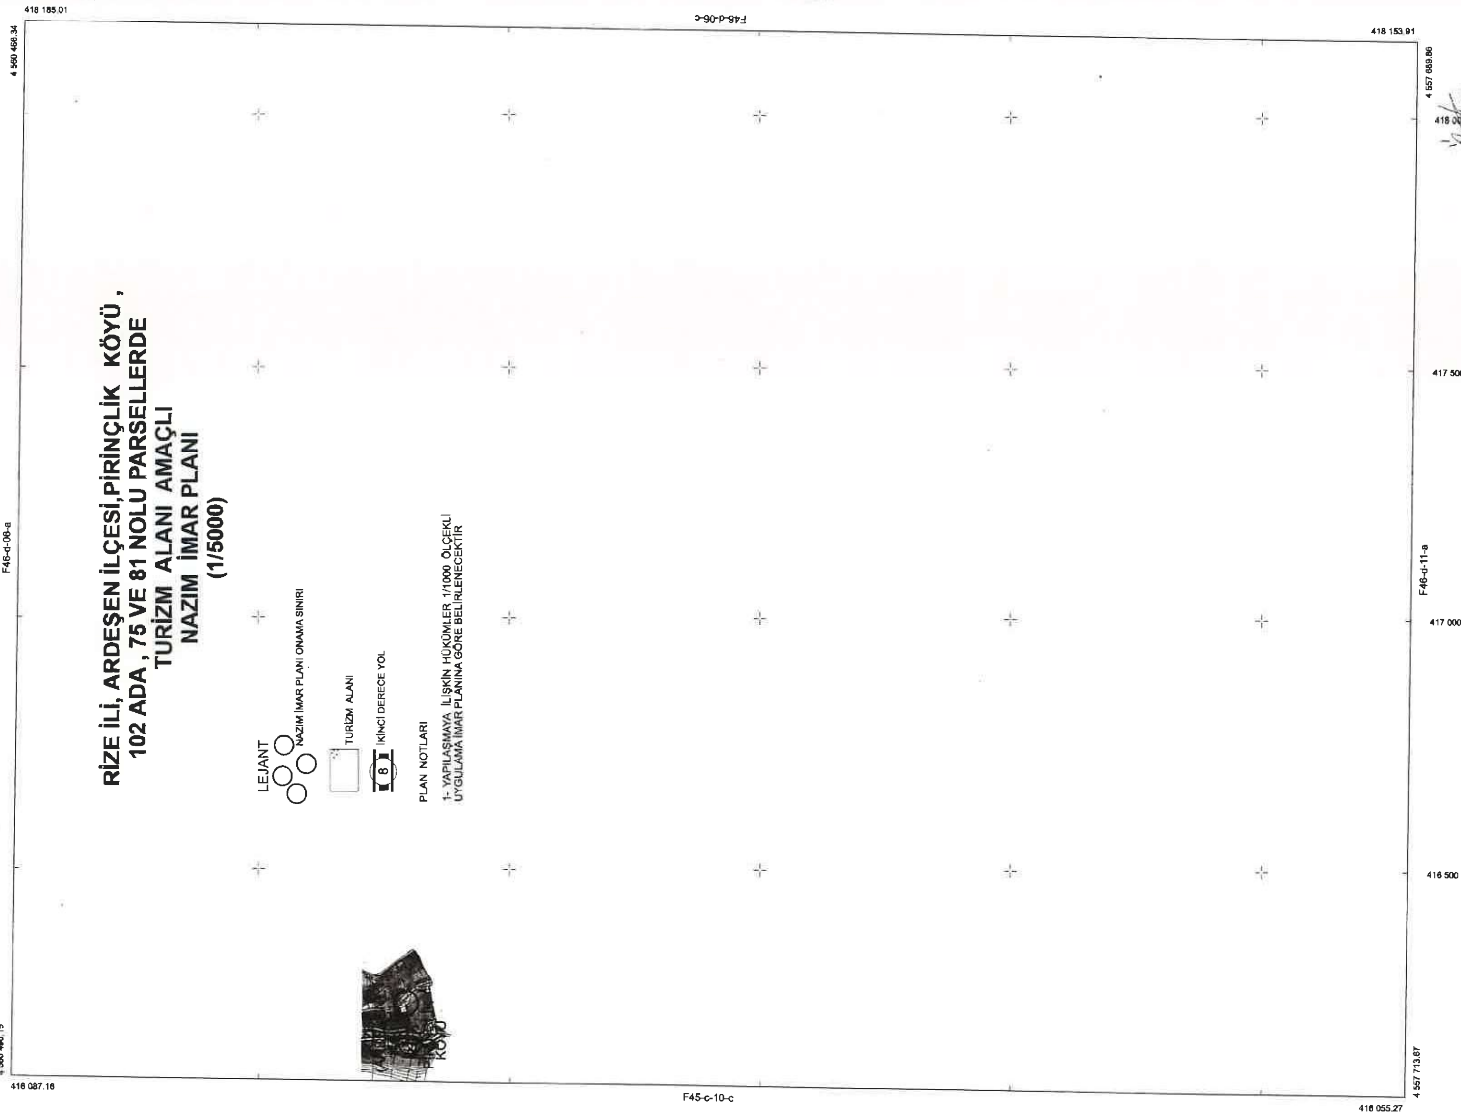 RİZE İLİ, ARDEŞEN İLÇESİ,PİRİNÇLİK KÖYÜ ,
102 ADA , 75 VE 81 NOLU PARSELLERDE
TURİZM ALANI AMAÇLI
NAZIM İMAR PLANI
(1/5000)
LEJANT
NAZIM İMAR PLANI ONAMA SINIRI
TURİZM ALANI
8
İKİNCİ DERECE YOL
PLAN NOTLARI
1- YAPILAŞMAYA İLİŞKİN HÜKÜMLER 1/1000 ÖLÇEKLİ
UYGULAMA İMAR PLANINA GÖRE BELİRLENECEKTİR
KÖYÜ
418 185.01
4 560 466.34
F46-d-06-c
418 153.91
4 557 689.86
417 500
417 000
416 500
F46-d-06-a
F46-d-11-a
416 087.16
F45-c-10-c
4 557 713.67
416 055.27